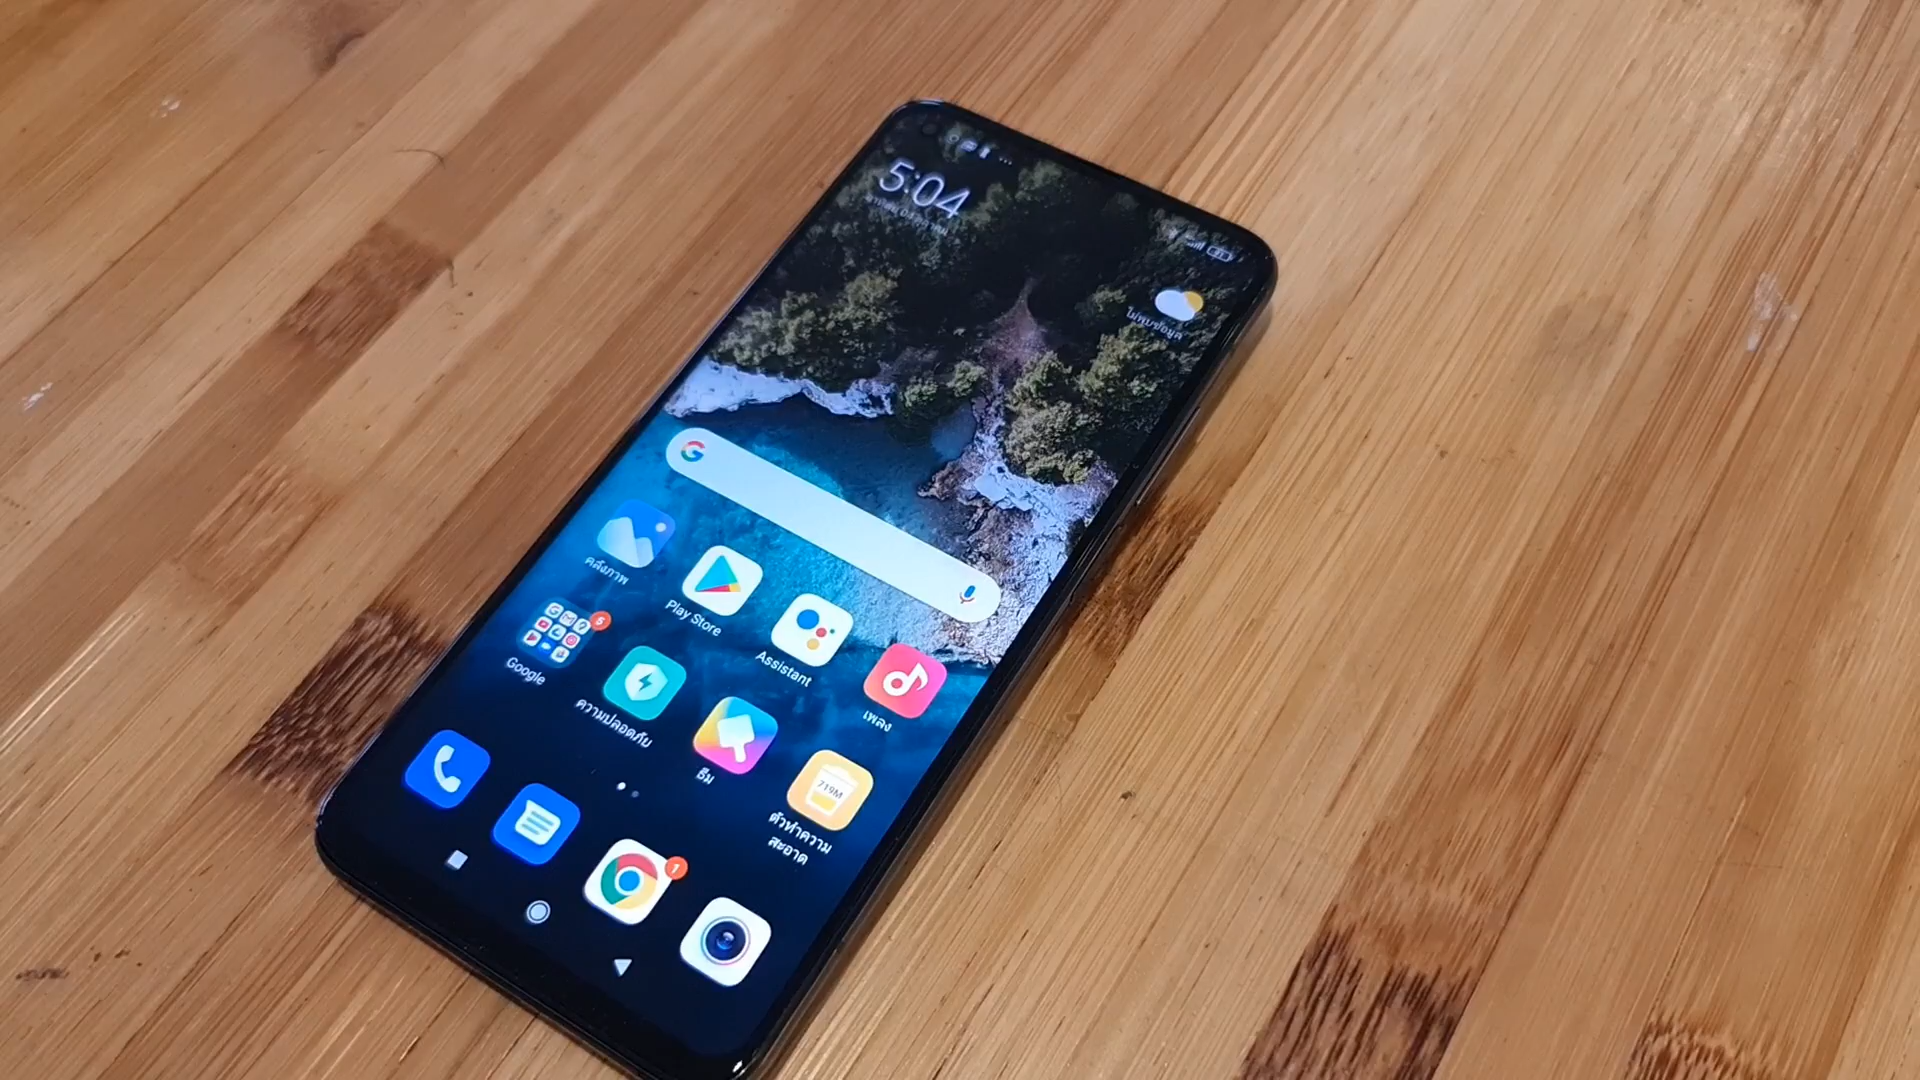 5:04
ไม่พบข้อมูล
คลังภาพ
Play Store
Assistant
เพลง
5
Google
ความปลอดภัย
ธีม
719M
ตัวทำความ
สะอาด
1